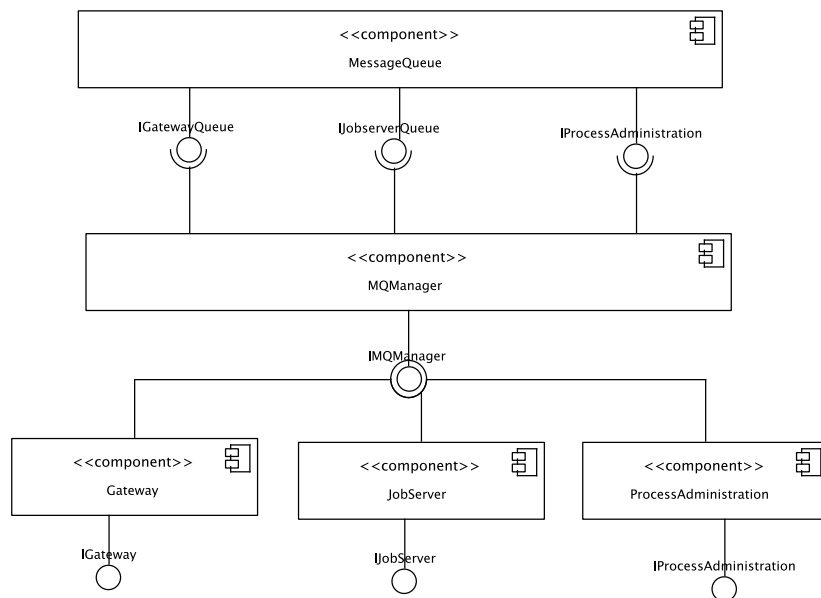 <<component>>
MessageQueue
IGatewayQueue
IJobserverQueue
IProcessAdministration
<<component>>
MQManager
IMQManager
<<component>>
Gateway
<<component>>
JobServer
<<component>>
ProcessAdministration
IGateway
IJobServer
IProcessAdministration